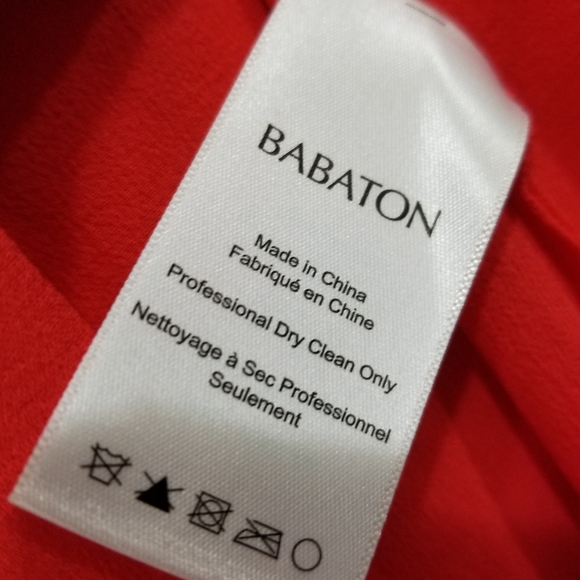 BABATON
Made in China
Fabriqué en Chine
Professional Dry Clean Only
Nettoyage à Sec Professionnel
Seulement